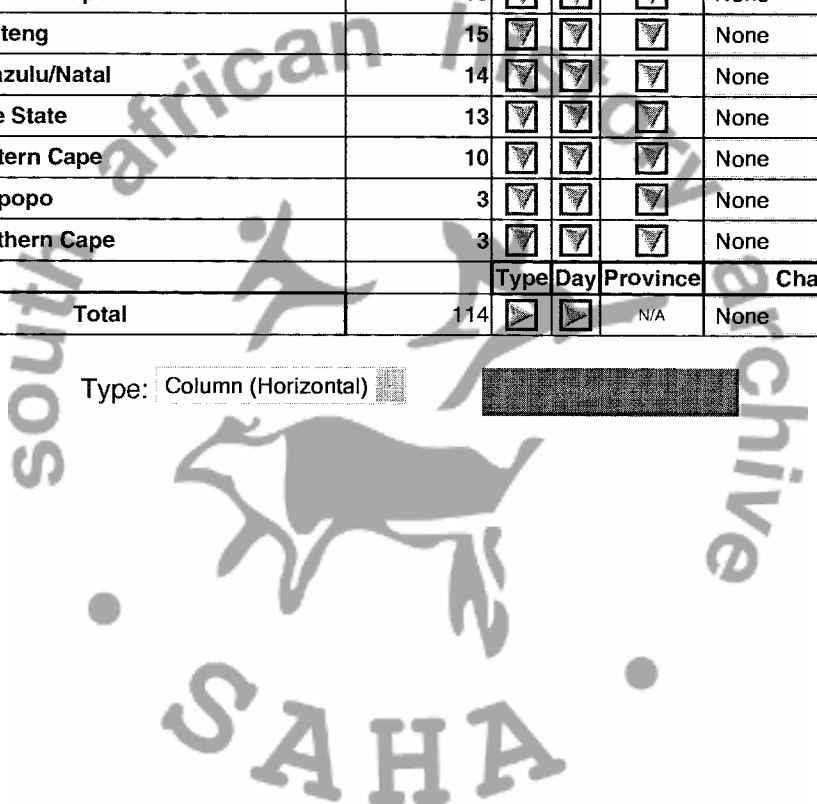 teng 15 None
azulu/Natal 14 None
e State 13 None
tern Cape 10 None
popo 3 None
thern Cape 3 None
Type Day Province Cha
Total 114 N/A None
Type: Column (Horizontal)
south african history archive
SAHA